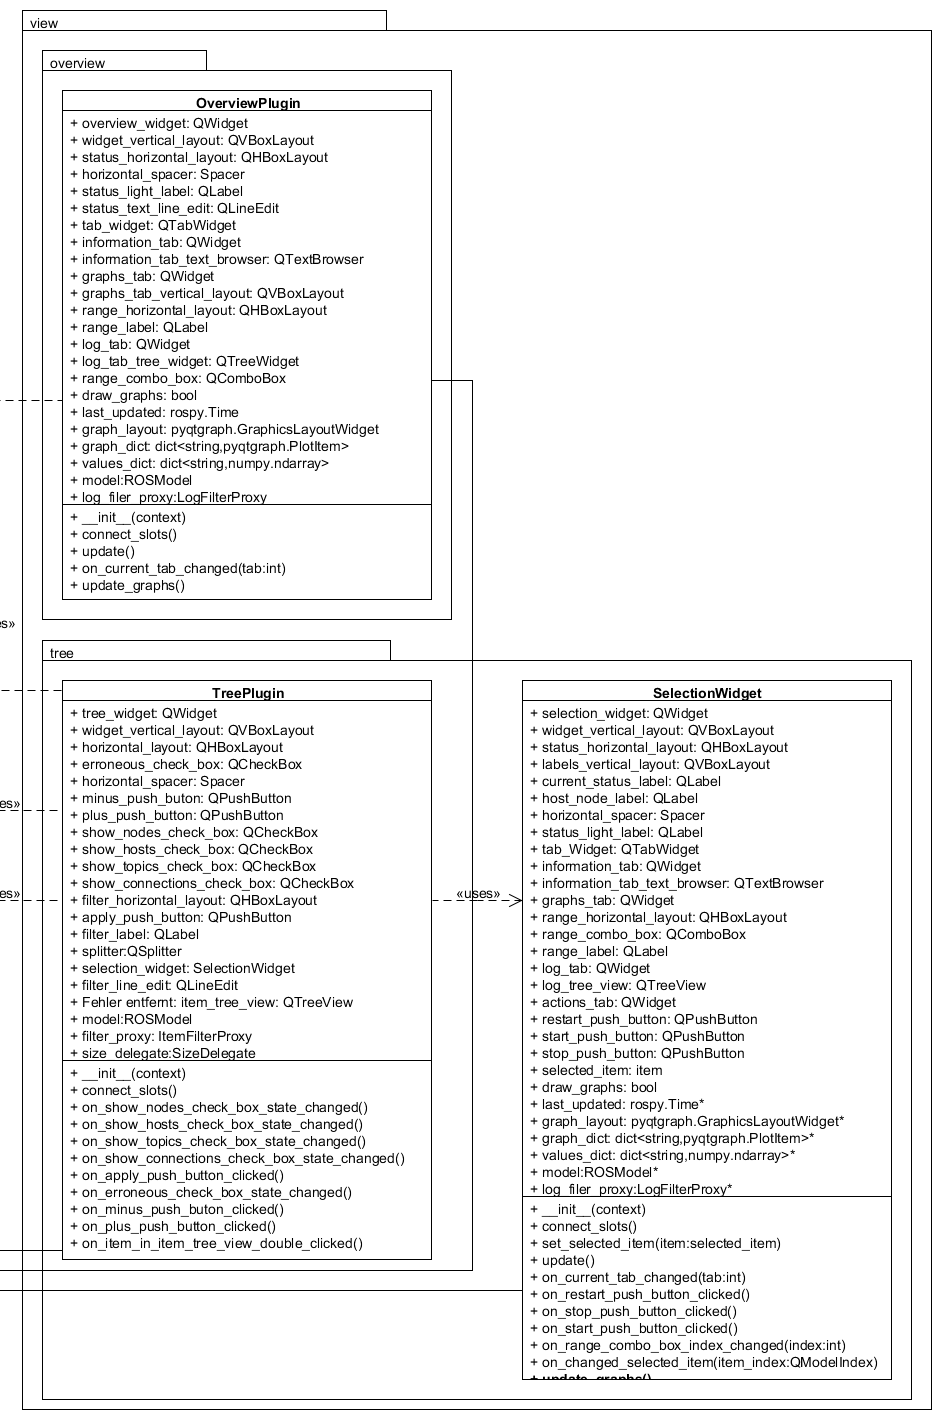 view
overview
OverviewPlugin
+ overview_widget: QWidget
+ widget_vertical_layout: QVBoxLayout
+ status_horizontal_layout: QHBoxLayout
+ horizontal_spacer: Spacer
+ status_light_label: QLabel
+ status_text_line_edit: QLineEdit
+ tab_widget: QTabWidget
+ information_tab: QWidget
+ information_tab_text_browser: QTextBrowser
+ graphs_tab: QWidget
+ graphs_tab_vertical_layout: QVBoxLayout
+ range_horizontal_layout: QHBoxLayout
+ range_label: QLabel
+ log_tab: QWidget
+ log_tab_tree_widget: QTreeWidget
+ range_combo_box: QComboBox
+ draw_graphs: bool
+ last_updated: rospy.Time
+ graph_layout: pyqtgraph.GraphicsLayoutWidget
+ graph_dict: dict<string,pyqtgraph.PlotItem>
+ values_dict: dict<string,numpy.ndarray>
+ model:ROSModel
+ log_filer_proxy:LogFilterProxy
+ __init__(context)
+ connect_slots()
+ update()
+ on_current_tab_changed(tab:int)
+ update_graphs()
es»
tree
TreePlugin
+ tree_widget: QWidget
+ widget_vertical_layout: QVBoxLayout
+ horizontal_layout: QHBoxLayout
+ erroneous_check_box: QCheckBox
+ horizontal_spacer: Spacer
+ minus_push_buton: QPushButton
+ plus_push_button: QPushButton
+ show_nodes_check_box: QCheckBox
+ show_hosts_check_box: QCheckBox
+ show_topics_check_box: QCheckBox
+ show_connections_check_box: QCheckBox
+ filter_horizontal_layout: QHBoxLayout
+ apply_push_button: QPushButton
+ filter_label: QLabel
+ splitter:QSplitter
+ selection_widget: SelectionWidget
+ filter_line_edit: QLineEdit
+ Fehler entfernt: item_tree_view: QTreeView
+ model:ROSModel
+ filter_proxy: ItemFilterProxy
+ size_delegate:SizeDelegate
+ __init__(context)
+ connect_slots()
+ on_show_nodes_check_box_state_changed()
+ on_show_hosts_check_box_state_changed()
+ on_show_topics_check_box_state_changed()
+ on_show_connections_check_box_state_changed()
+ on_apply_push_button_clicked()
+ on_erroneous_check_box_state_changed()
+ on_minus_push_buton_clicked()
+ on_plus_push_button_clicked()
+ on_item_in_item_tree_view_double_clicked()
es»
es»
«uses»
SelectionWidget
+ selection_widget: QWidget
+ widget_vertical_layout: QVBoxLayout
+ status_horizontal_layout: QHBoxLayout
+ labels_vertical_layout: QVBoxLayout
+ current_status_label: QLabel
+ host_node_label: QLabel
+ horizontal_spacer: Spacer
+ status_light_label: QLabel
+ tab_Widget: QTabWidget
+ information_tab: QWidget
+ information_tab_text_browser: QTextBrowser
+ graphs_tab: QWidget
+ range_horizontal_layout: QHBoxLayout
+ range_combo_box: QComboBox
+ range_label: QLabel
+ log_tab: QWidget
+ log_tree_view: QTreeView
+ actions_tab: QWidget
+ restart_push_button: QPushButton
+ start_push_button: QPushButton
+ stop_push_button: QPushButton
+ selected_item: item
+ draw_graphs: bool
+ last_updated: rospy.Time*
+ graph_layout: pyqtgraph.GraphicsLayoutWidget*
+ graph_dict: dict<string,pyqtgraph.PlotItem>*
+ values_dict: dict<string,numpy.ndarray>*
+ model:ROSModel*
+ log_filer_proxy:LogFilterProxy*
+ __init__(context)
+ connect_slots()
+ set_selected_item(item:selected_item)
+ update()
+ on_current_tab_changed(tab:int)
+ on_restart_push_button_clicked()
+ on_stop_push_button_clicked()
+ on_start_push_button_clicked()
+ on_range_combo_box_index_changed(index:int)
+ on_changed_selected_item(item_index:QModelIndex)
+ update_graphs()